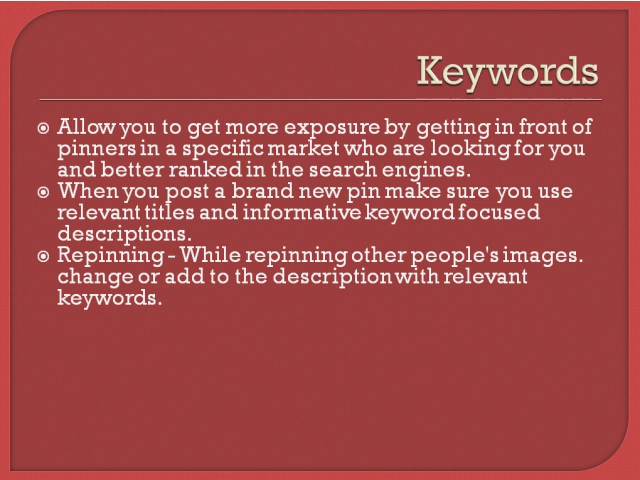 Keywords
Allow you to get more exposure by getting in front of
pinners in a specific market who are looking for you
and better ranked in the search engines.
When you post a brand new pin make sure you use
relevant titles and informative keyword focused
descriptions.
Repinning - While repinning other people's images.
change or add to the description with relevant
keywords.